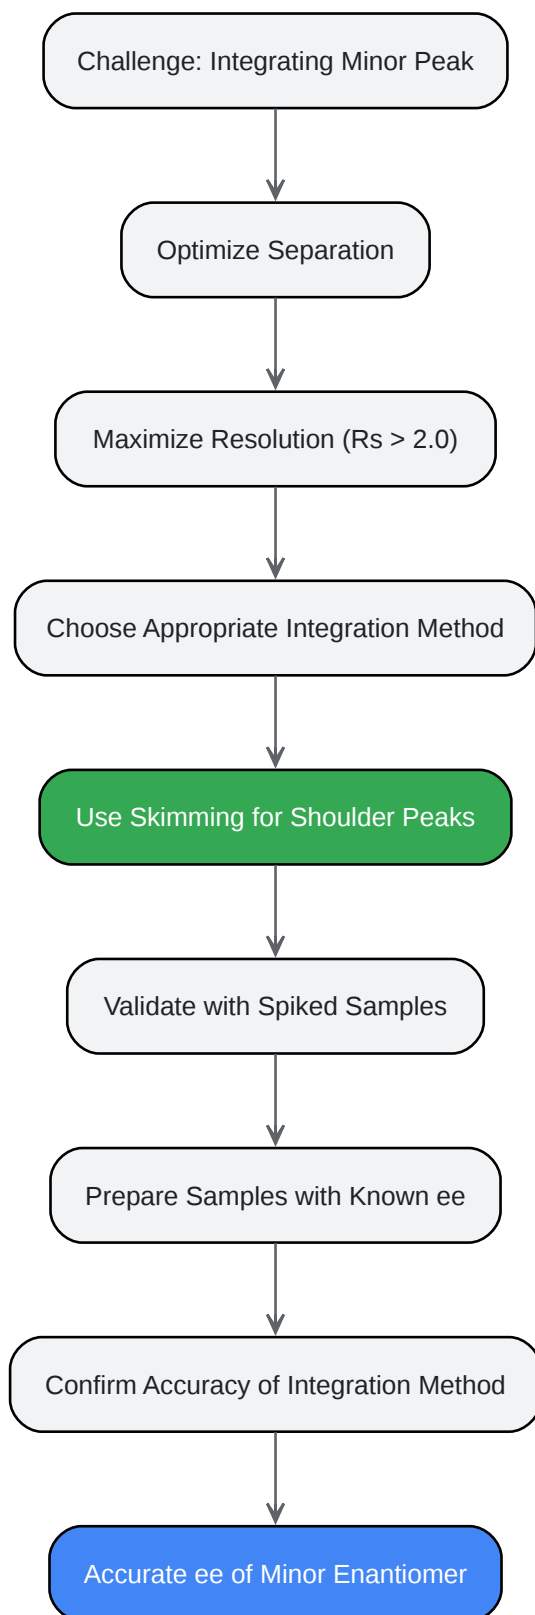 Challenge: Integrating Minor Peak
Optimize Separation
Maximize Resolution (Rs > 2.0)
Choose Appropriate Integration Method
Use Skimming for Shoulder Peaks
Validate with Spiked Samples
Prepare Samples with Known ee
Confirm Accuracy of Integration Method
Accurate ee of Minor Enantiomer